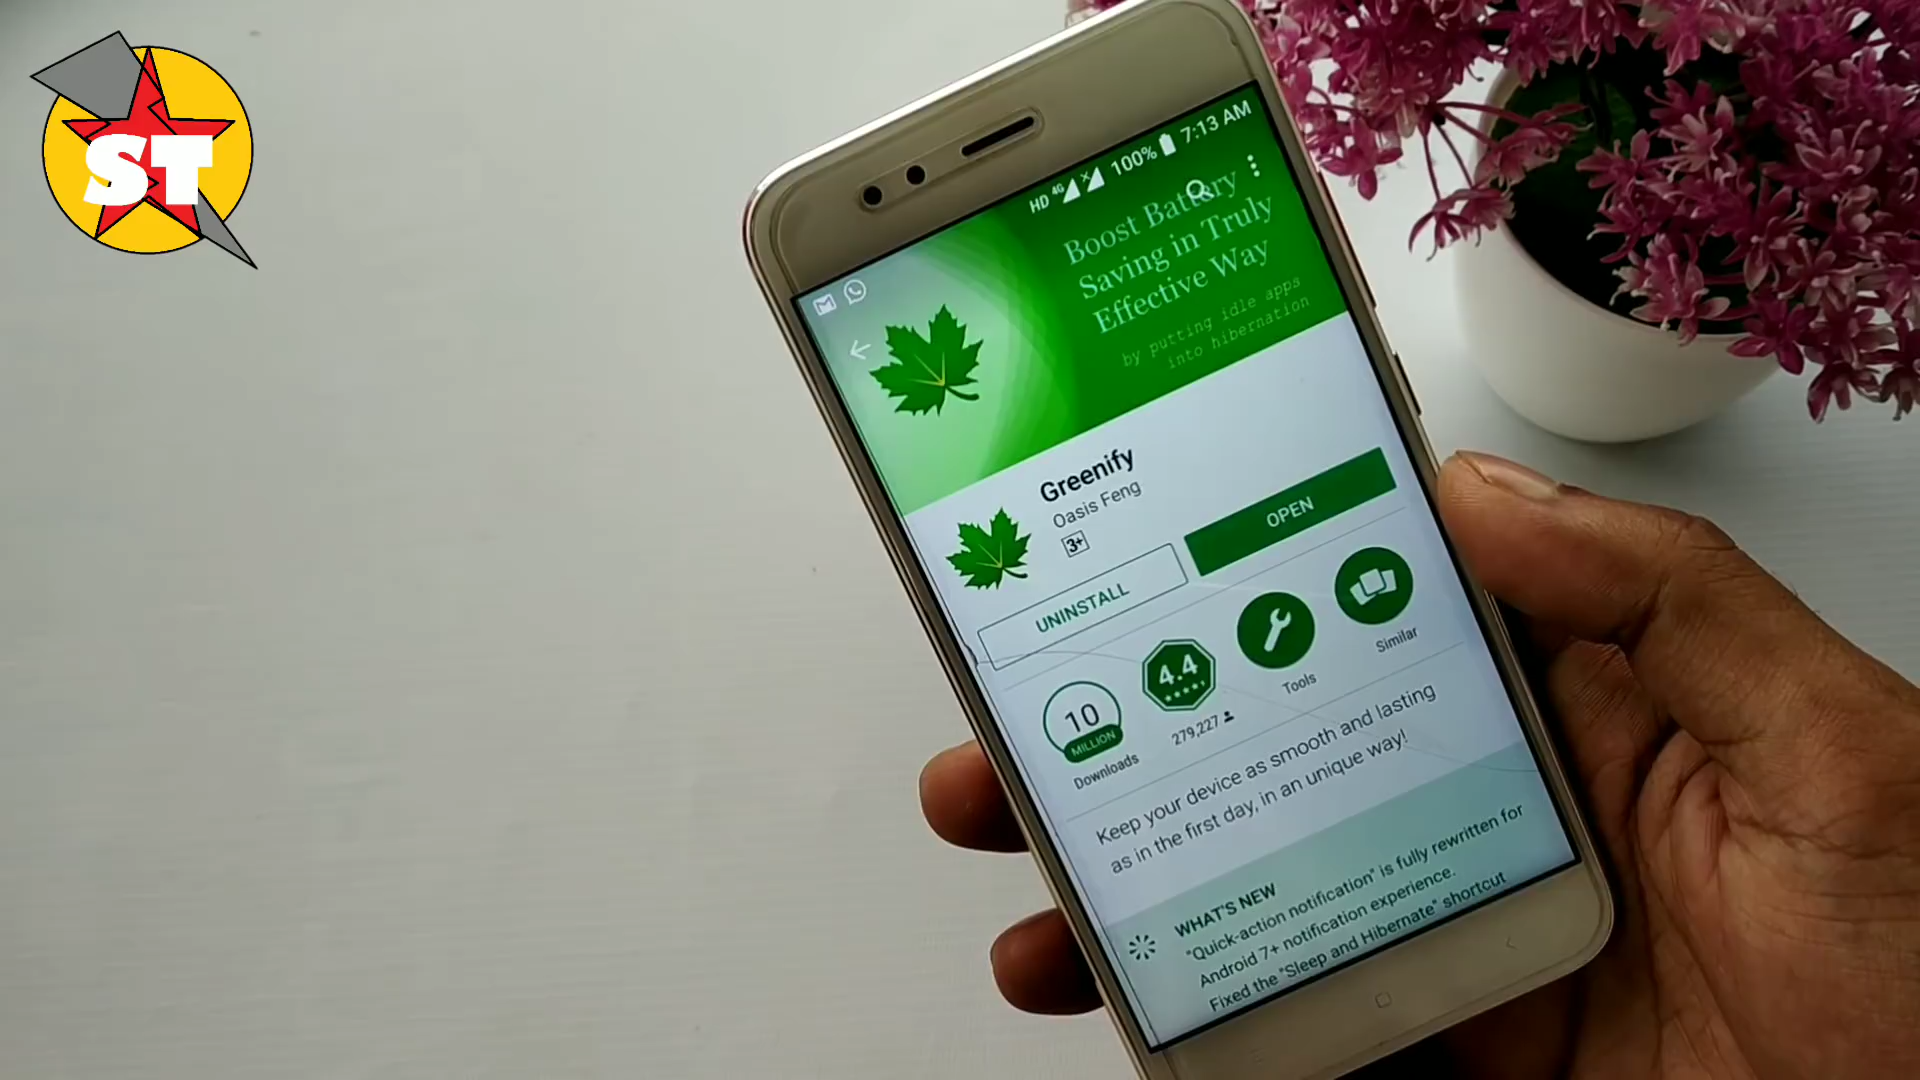 ST
HD 4G 100% 7:13 AM
Boost Battery
Saving in Truly
Effective Way
by putting idle apps
into hibernation
Greenify
Oasis Feng
3+
UNINSTALL
OPEN
10
MILLION
Downloads
4.4
279,227
Tools
Similar
Keep your device as smooth and lasting
as in the first day, in an unique way!
WHAT'S NEW
"Quick-action notification" is fully rewritten for
Android 7+ notification experience.
Fixed the "Sleep and Hibernate" shortcut